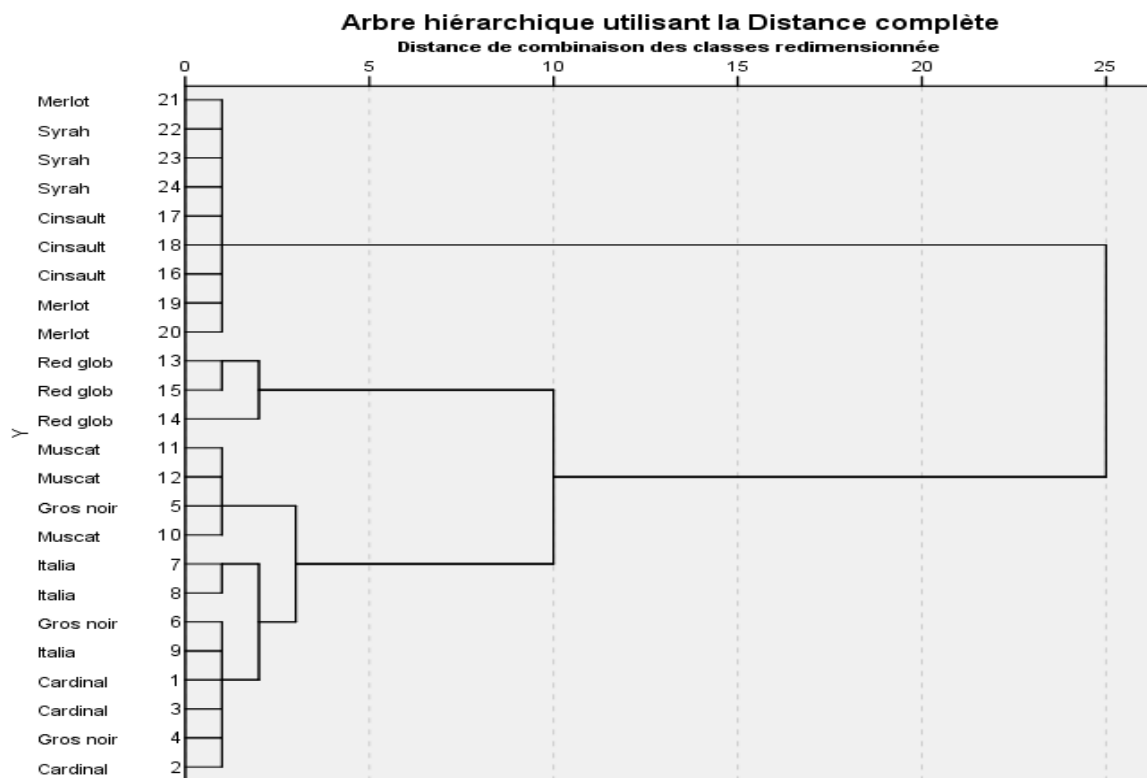 Arbre hiérarchique utilisant la Distance complète
Distance de combinaison des classes redimensionnée
0 5 10 15 20 25
Merlot 21
Syrah 22
Syrah 23
Syrah 24
Cinsault 17
Cinsault 18
Cinsault 16
Merlot 19
Merlot 20
Red glob 13
Red glob 15
Red glob 14
Y
Muscat 11
Muscat 12
Gros noir 5
Muscat 10
Italia 7
Italia 8
Gros noir 6
Italia 9
Cardinal 1
Cardinal 3
Gros noir 4
Cardinal 2